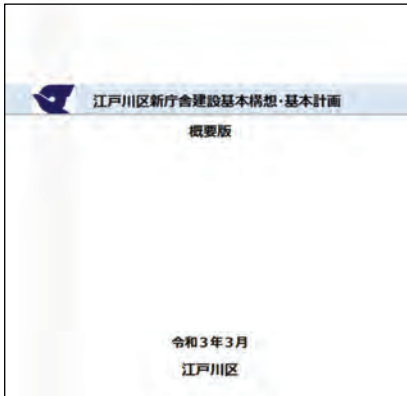 江戸川区新庁舎建設基本構想･基本計画
概要版
令和３年３月
江戸川区